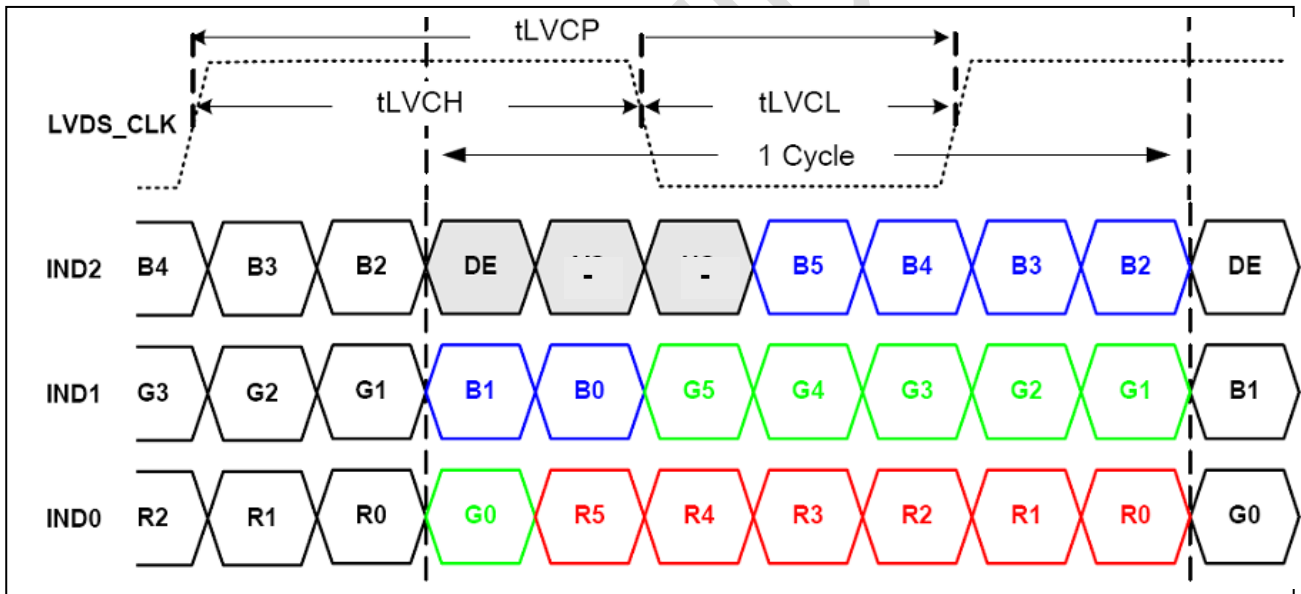 tLVCP
tLVCH
tLVCL
LVDS_CLK
1 Cycle
IND2 B4 B3 B2 DE - - B5 B4 B3 B2 DE
IND1 G3 G2 G1 B1 B0 G5 G4 G3 G2 G1 B1
IND0 R2 R1 R0 G0 R5 R4 R3 R2 R1 R0 G0